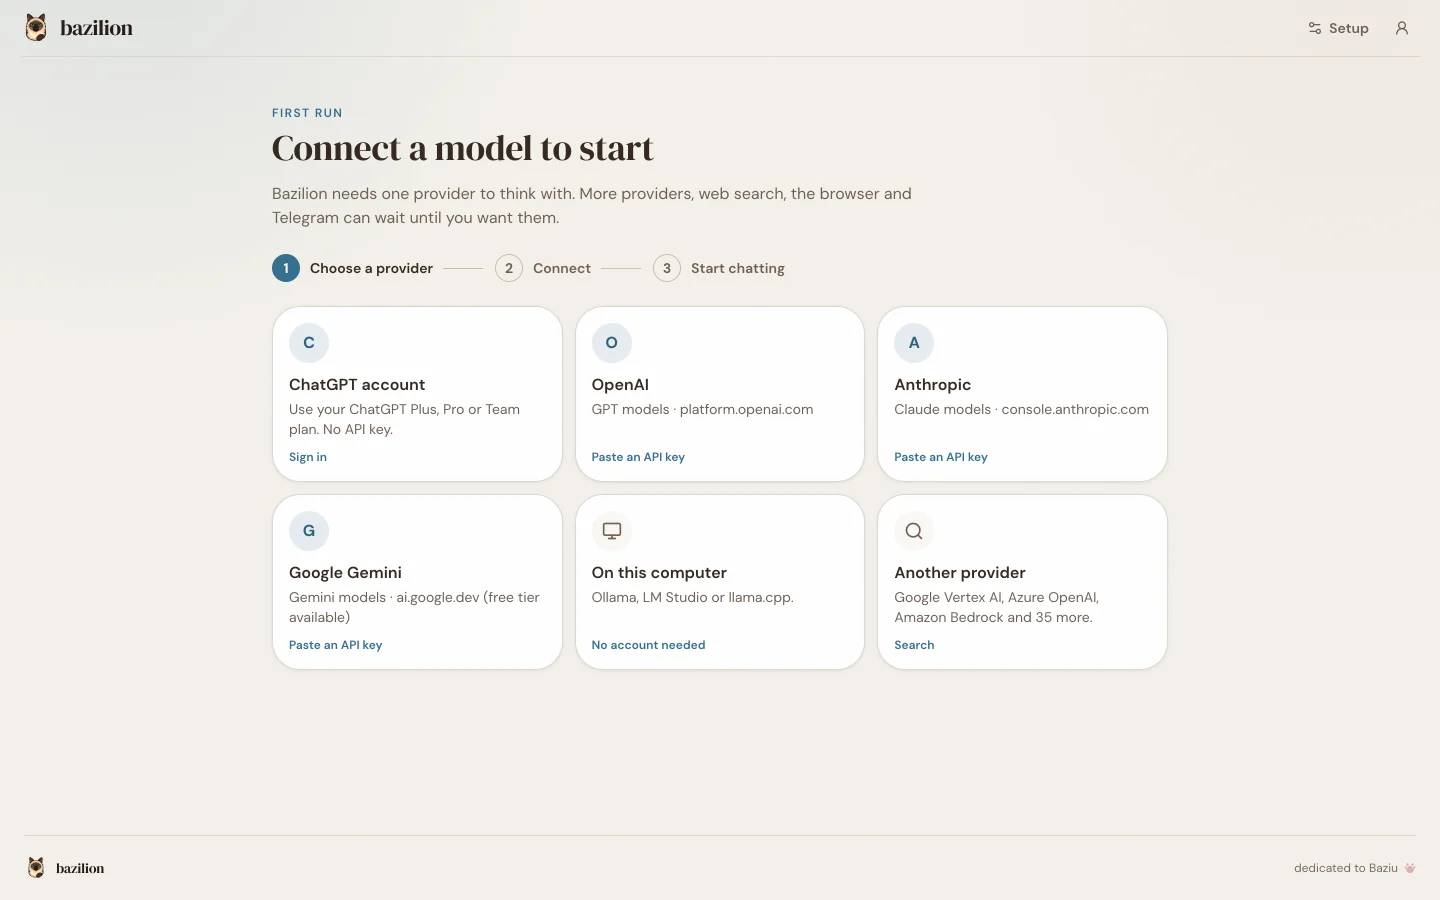 bazilion
Setup
FIRST RUN
Connect a model to start
Bazilion needs one provider to think with. More providers, web search, the browser and
Telegram can wait until you want them.
1 Choose a provider
2 Connect
3 Start chatting
C
ChatGPT account
Use your ChatGPT Plus, Pro or Team
plan. No API key.
Sign in
O
OpenAI
GPT models · platform.openai.com
Paste an API key
A
Anthropic
Claude models · console.anthropic.com
Paste an API key
G
Google Gemini
Gemini models · ai.google.dev (free tier
available)
Paste an API key
On this computer
Ollama, LM Studio or llama.cpp.
No account needed
Another provider
Google Vertex AI, Azure OpenAI,
Amazon Bedrock and 35 more.
Search
bazilion
dedicated to Baziu